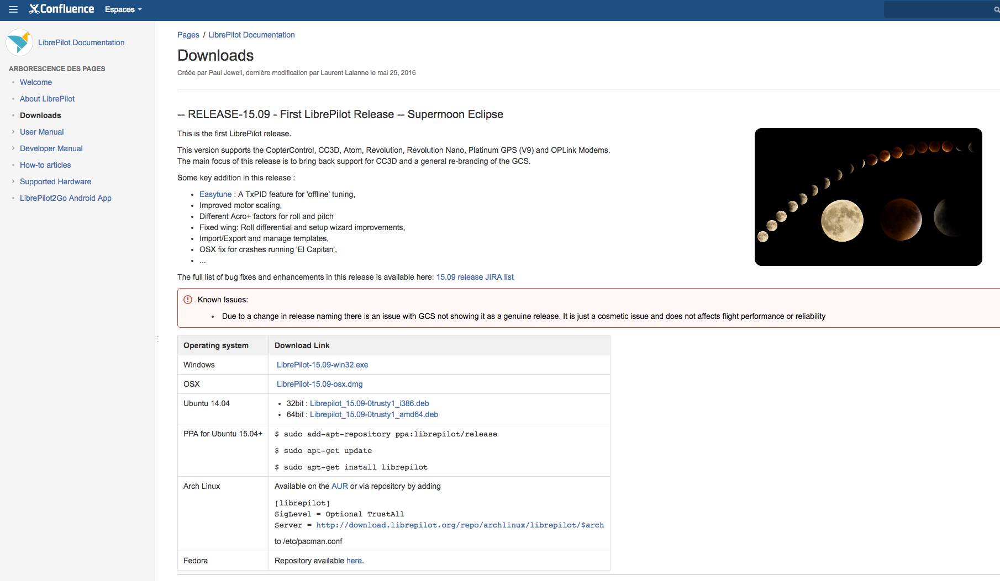 Confluence Espaces
LibrePilot Documentation
ARBORESCENCE DES PAGES
Welcome
About LibrePilot
Downloads
User Manual
Developer Manual
How-to articles
Supported Hardware
LibrePilot2Go Android App
Pages / LibrePilot Documentation
Downloads
Créée par Paul Jewell, dernière modification par Laurent Lalanne le mai 25, 2016
-- RELEASE-15.09 - First LibrePilot Release -- Supermoon Eclipse
This is the first LibrePilot release.
This version supports the CopterControl, CC3D, Atom, Revolution, Revolution Nano, Platinum GPS (V9) and OPLink Modems.
The main focus of this release is to bring back support for CC3D and a general re-branding of the GCS.
Some key addition in this release :
• Easytune : A TxPID feature for 'offline' tuning,
• Improved motor scaling,
• Different Acro+ factors for roll and pitch
• Fixed wing: Roll differential and setup wizard improvements,
• Import/Export and manage templates,
• OSX fix for crashes running 'El Capitan',
• ...
The full list of bug fixes and enhancements in this release is available here: 15.09 release JIRA list
Known Issues:
• Due to a change in release naming there is an issue with GCS not showing it as a genuine release. It is just a cosmetic issue and does not affects flight performance or reliability
Operating system Download Link
Windows LibrePilot-15.09-win32.exe
OSX LibrePilot-15.09-osx.dmg
Ubuntu 14.04 • 32bit : Librepilot_15.09-0trusty1_i386.deb
• 64bit : Librepilot_15.09-0trusty1_amd64.deb
PPA for Ubuntu 15.04+ $ sudo add-apt-repository ppa:librepilot/release
$ sudo apt-get update
$ sudo apt-get install librepilot
Arch Linux Available on the AUR or via repository by adding
[librepilot]
SigLevel = Optional TrustAll
Server = http://download.librepilot.org/repo/archlinux/librepilot/$arch
to /etc/pacman.conf
Fedora Repository available here.